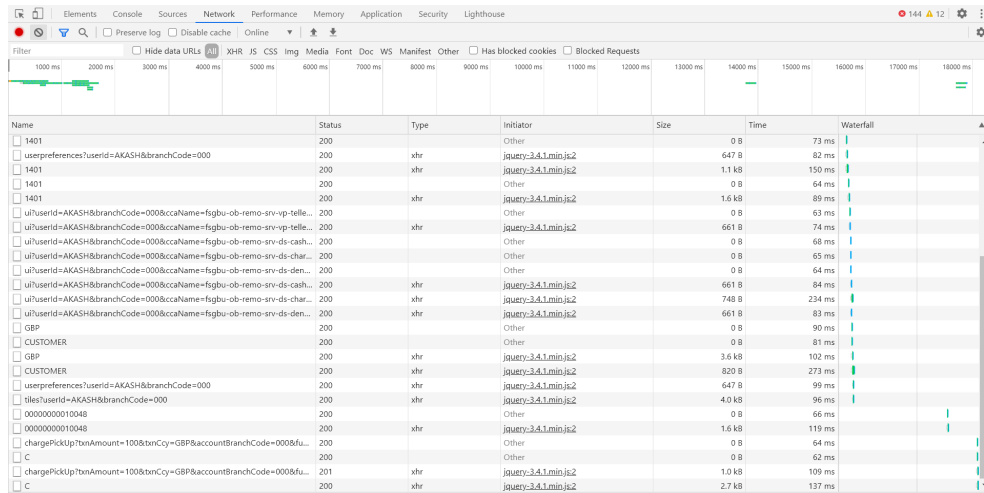 Elements Console Sources Network Performance Memory Application Security Lighthouse 144 12
Preserve log Disable cache Online
Filter Hide data URLs All XHR JS CSS Img Media Font Doc WS Manifest Other Has blocked cookies Blocked Requests
1000 ms 2000 ms 3000 ms 4000 ms 5000 ms 6000 ms 7000 ms 8000 ms 9000 ms 10000 ms 11000 ms 12000 ms 13000 ms 14000 ms 15000 ms 16000 ms 17000 ms 18000 ms
Name Status Type Initiator Size Time Waterfall
1401 200 Other 0 B 73 ms
userpreferences?userId=AKASH&branchCode=000 200 xhr jquery-3.4.1.min.js:2 647 B 82 ms
1401 200 xhr jquery-3.4.1.min.js:2 1.1 kB 150 ms
1401 200 Other 0 B 64 ms
1401 200 xhr jquery-3.4.1.min.js:2 1.6 kB 89 ms
ui?userId=AKASH&branchCode=000&ccaName=fsgbu-ob-remo-srv-vp-telle... 200 Other 0 B 63 ms
ui?userId=AKASH&branchCode=000&ccaName=fsgbu-ob-remo-srv-vp-telle... 200 xhr jquery-3.4.1.min.js:2 661 B 74 ms
ui?userId=AKASH&branchCode=000&ccaName=fsgbu-ob-remo-srv-ds-cash... 200 Other 0 B 68 ms
ui?userId=AKASH&branchCode=000&ccaName=fsgbu-ob-remo-srv-ds-char... 200 Other 0 B 65 ms
ui?userId=AKASH&branchCode=000&ccaName=fsgbu-ob-remo-srv-ds-den... 200 Other 0 B 64 ms
ui?userId=AKASH&branchCode=000&ccaName=fsgbu-ob-remo-srv-ds-cash... 200 xhr jquery-3.4.1.min.js:2 661 B 84 ms
ui?userId=AKASH&branchCode=000&ccaName=fsgbu-ob-remo-srv-ds-char... 200 xhr jquery-3.4.1.min.js:2 748 B 234 ms
ui?userId=AKASH&branchCode=000&ccaName=fsgbu-ob-remo-srv-ds-den... 200 xhr jquery-3.4.1.min.js:2 661 B 83 ms
GBP 200 Other 0 B 90 ms
CUSTOMER 200 Other 0 B 81 ms
GBP 200 xhr jquery-3.4.1.min.js:2 3.6 kB 102 ms
CUSTOMER 200 xhr jquery-3.4.1.min.js:2 820 B 273 ms
userpreferences?userId=AKASH&branchCode=000 200 xhr jquery-3.4.1.min.js:2 647 B 99 ms
tiles?userId=AKASH&branchCode=000 200 xhr jquery-3.4.1.min.js:2 4.0 kB 96 ms
00000000010048 200 Other 0 B 66 ms
00000000010048 200 xhr jquery-3.4.1.min.js:2 1.6 kB 119 ms
chargePickUp?txnAmount=100&txnCcy=GBP&accountBranchCode=000&fu... 200 Other 0 B 64 ms
C 200 Other 0 B 62 ms
chargePickUp?txnAmount=100&txnCcy=GBP&accountBranchCode=000&fu... 201 xhr jquery-3.4.1.min.js:2 1.0 kB 109 ms
C 200 xhr jquery-3.4.1.min.js:2 2.7 kB 137 ms